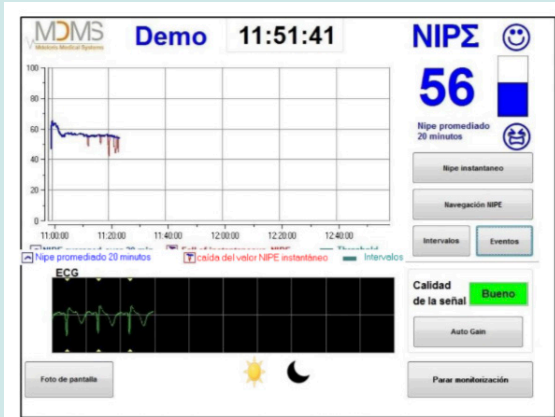 MDMS
Mdoloris Medical Systems
Demo
11:51:41
NIPΣ
100
80
60
40
20
0
56
Nipe promediado
20 minutos
11:00:00 11:20:00 11:40:00 12:00:00 12:20:00 12:40:00
Nipe instantaneo
Navegación NIPE
Intervalos
Eventos
Nipe promediado 20 minutos
caída del valor NIPE instantáneo
Intervalos
ECG
Calidad
de la señal
Bueno
Auto Gain
Foto de pantalla
Parar monitorización